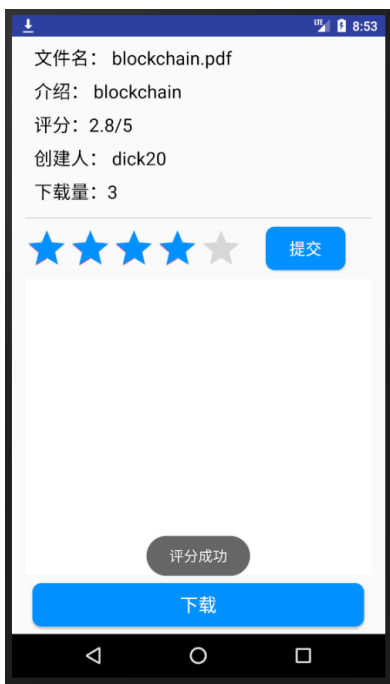 LTE 8:53
文件名： blockchain.pdf
介绍： blockchain
评分：2.8/5
创建人： dick20
下载量：3
提交
评分成功
下载